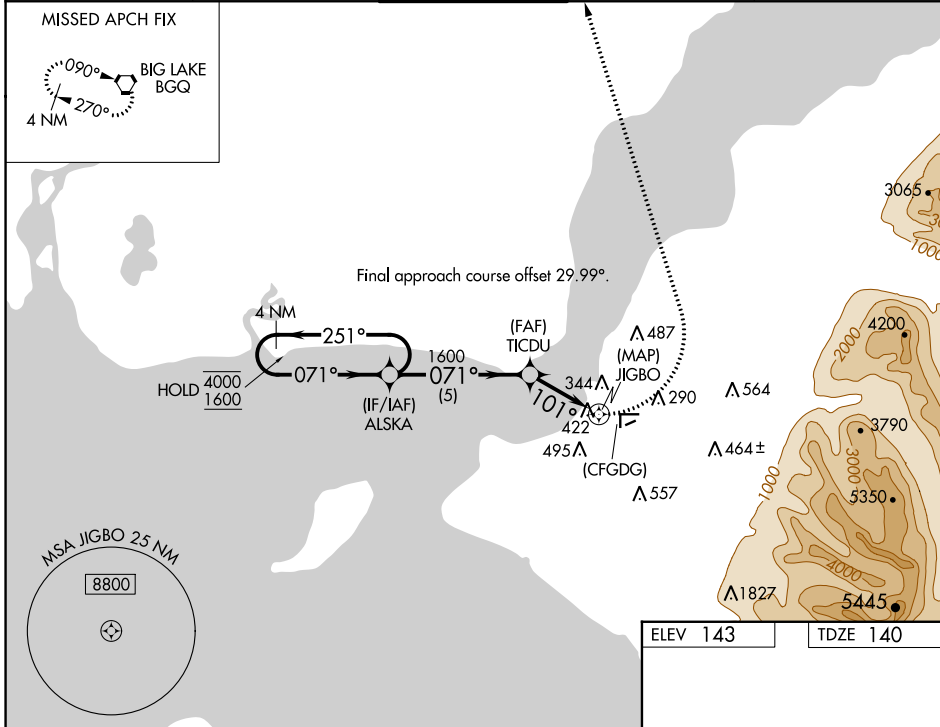 MISSED APCH FIX
090°
BIG LAKE
BGQ
270°
4 NM
3065
1000
Final approach course offset 29.99°.
4 NM
251°
HOLD
4000
1600
071°
(IF/IAF)
ALSKA
1600
071°
(5)
(FAF)
TICDU
101°
487
(MAP)
JIGBO
344
422
290
564
495
(CFGDG)
464±
557
4200
2000
3790
3000
1000
5350
4000
1827
5445
MSA JIGBO 25 NM
8800
ELEV 143
TDZE 140